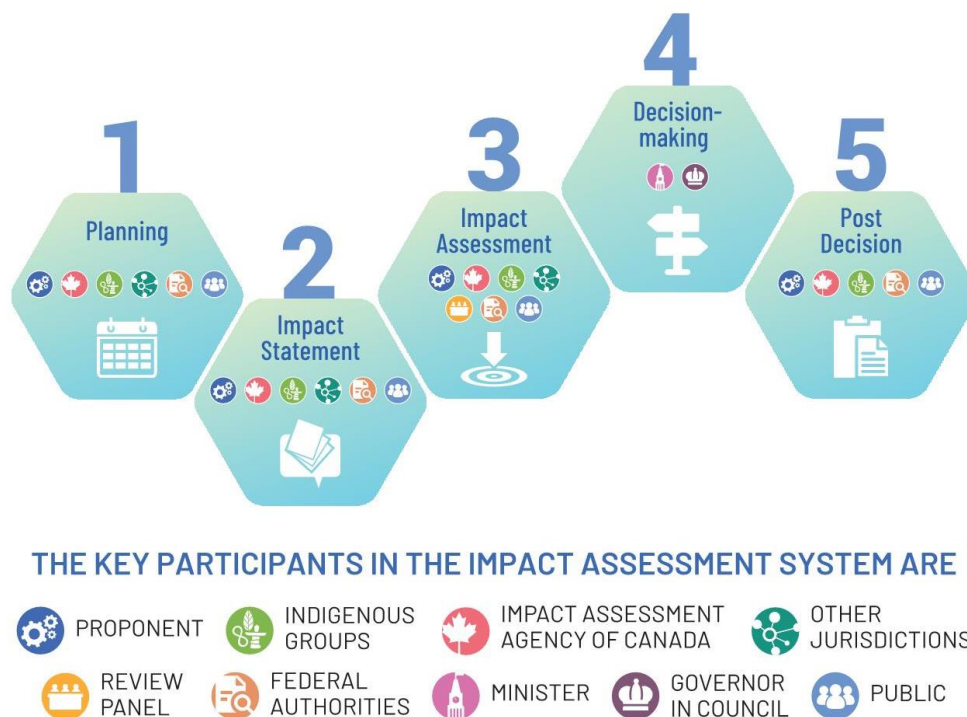 1
Planning
2
Impact
Statement
3
Impact
Assessment
4
Decision-
making
5
Post
Decision
THE KEY PARTICIPANTS IN THE IMPACT ASSESSMENT SYSTEM ARE
PROPONENT
INDIGENOUS
GROUPS
IMPACT ASSESSMENT
AGENCY OF CANADA
OTHER
JURISDICTIONS
REVIEW
PANEL
FEDERAL
AUTHORITIES
MINISTER
GOVERNOR
IN COUNCIL
PUBLIC